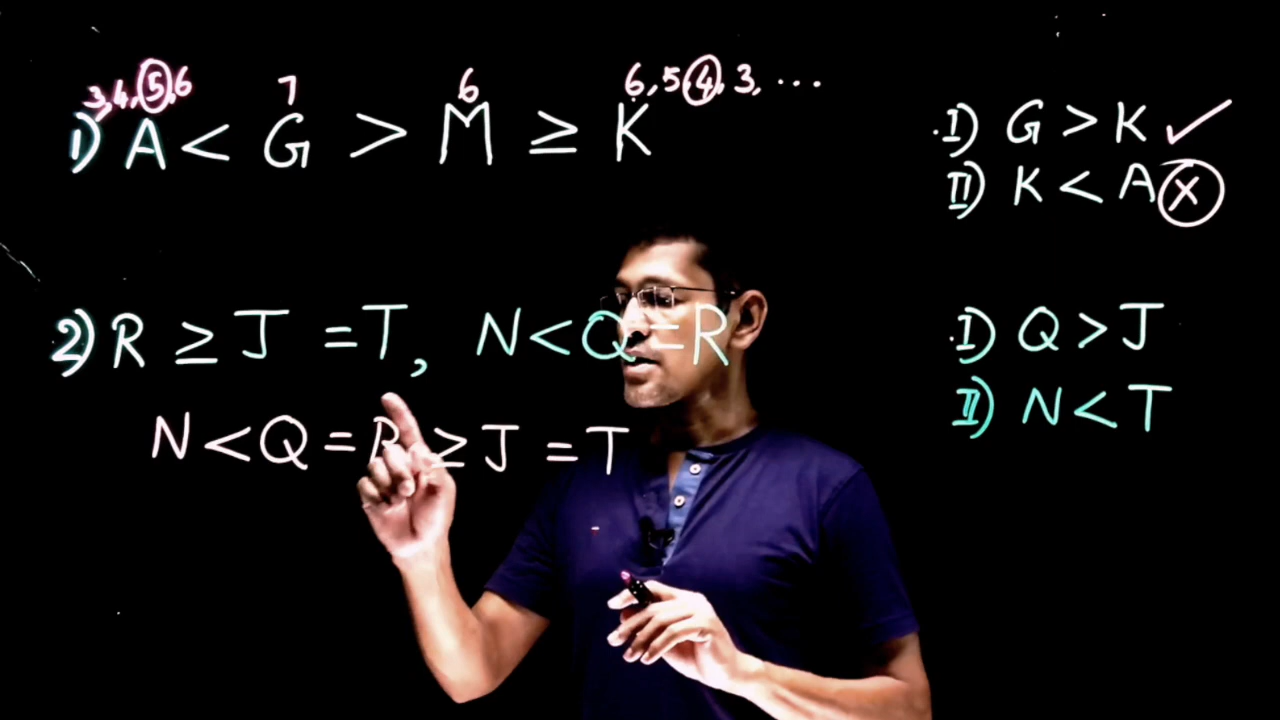 3,4,5,6 7 6 6,5,4,3,...
1) A < G > M ≥ K
I) G > K ✓
II) K < A X
2) R ≥ J = T, N < Q = R
N < Q = R ≥ J = T
I) Q > J
II) N < T